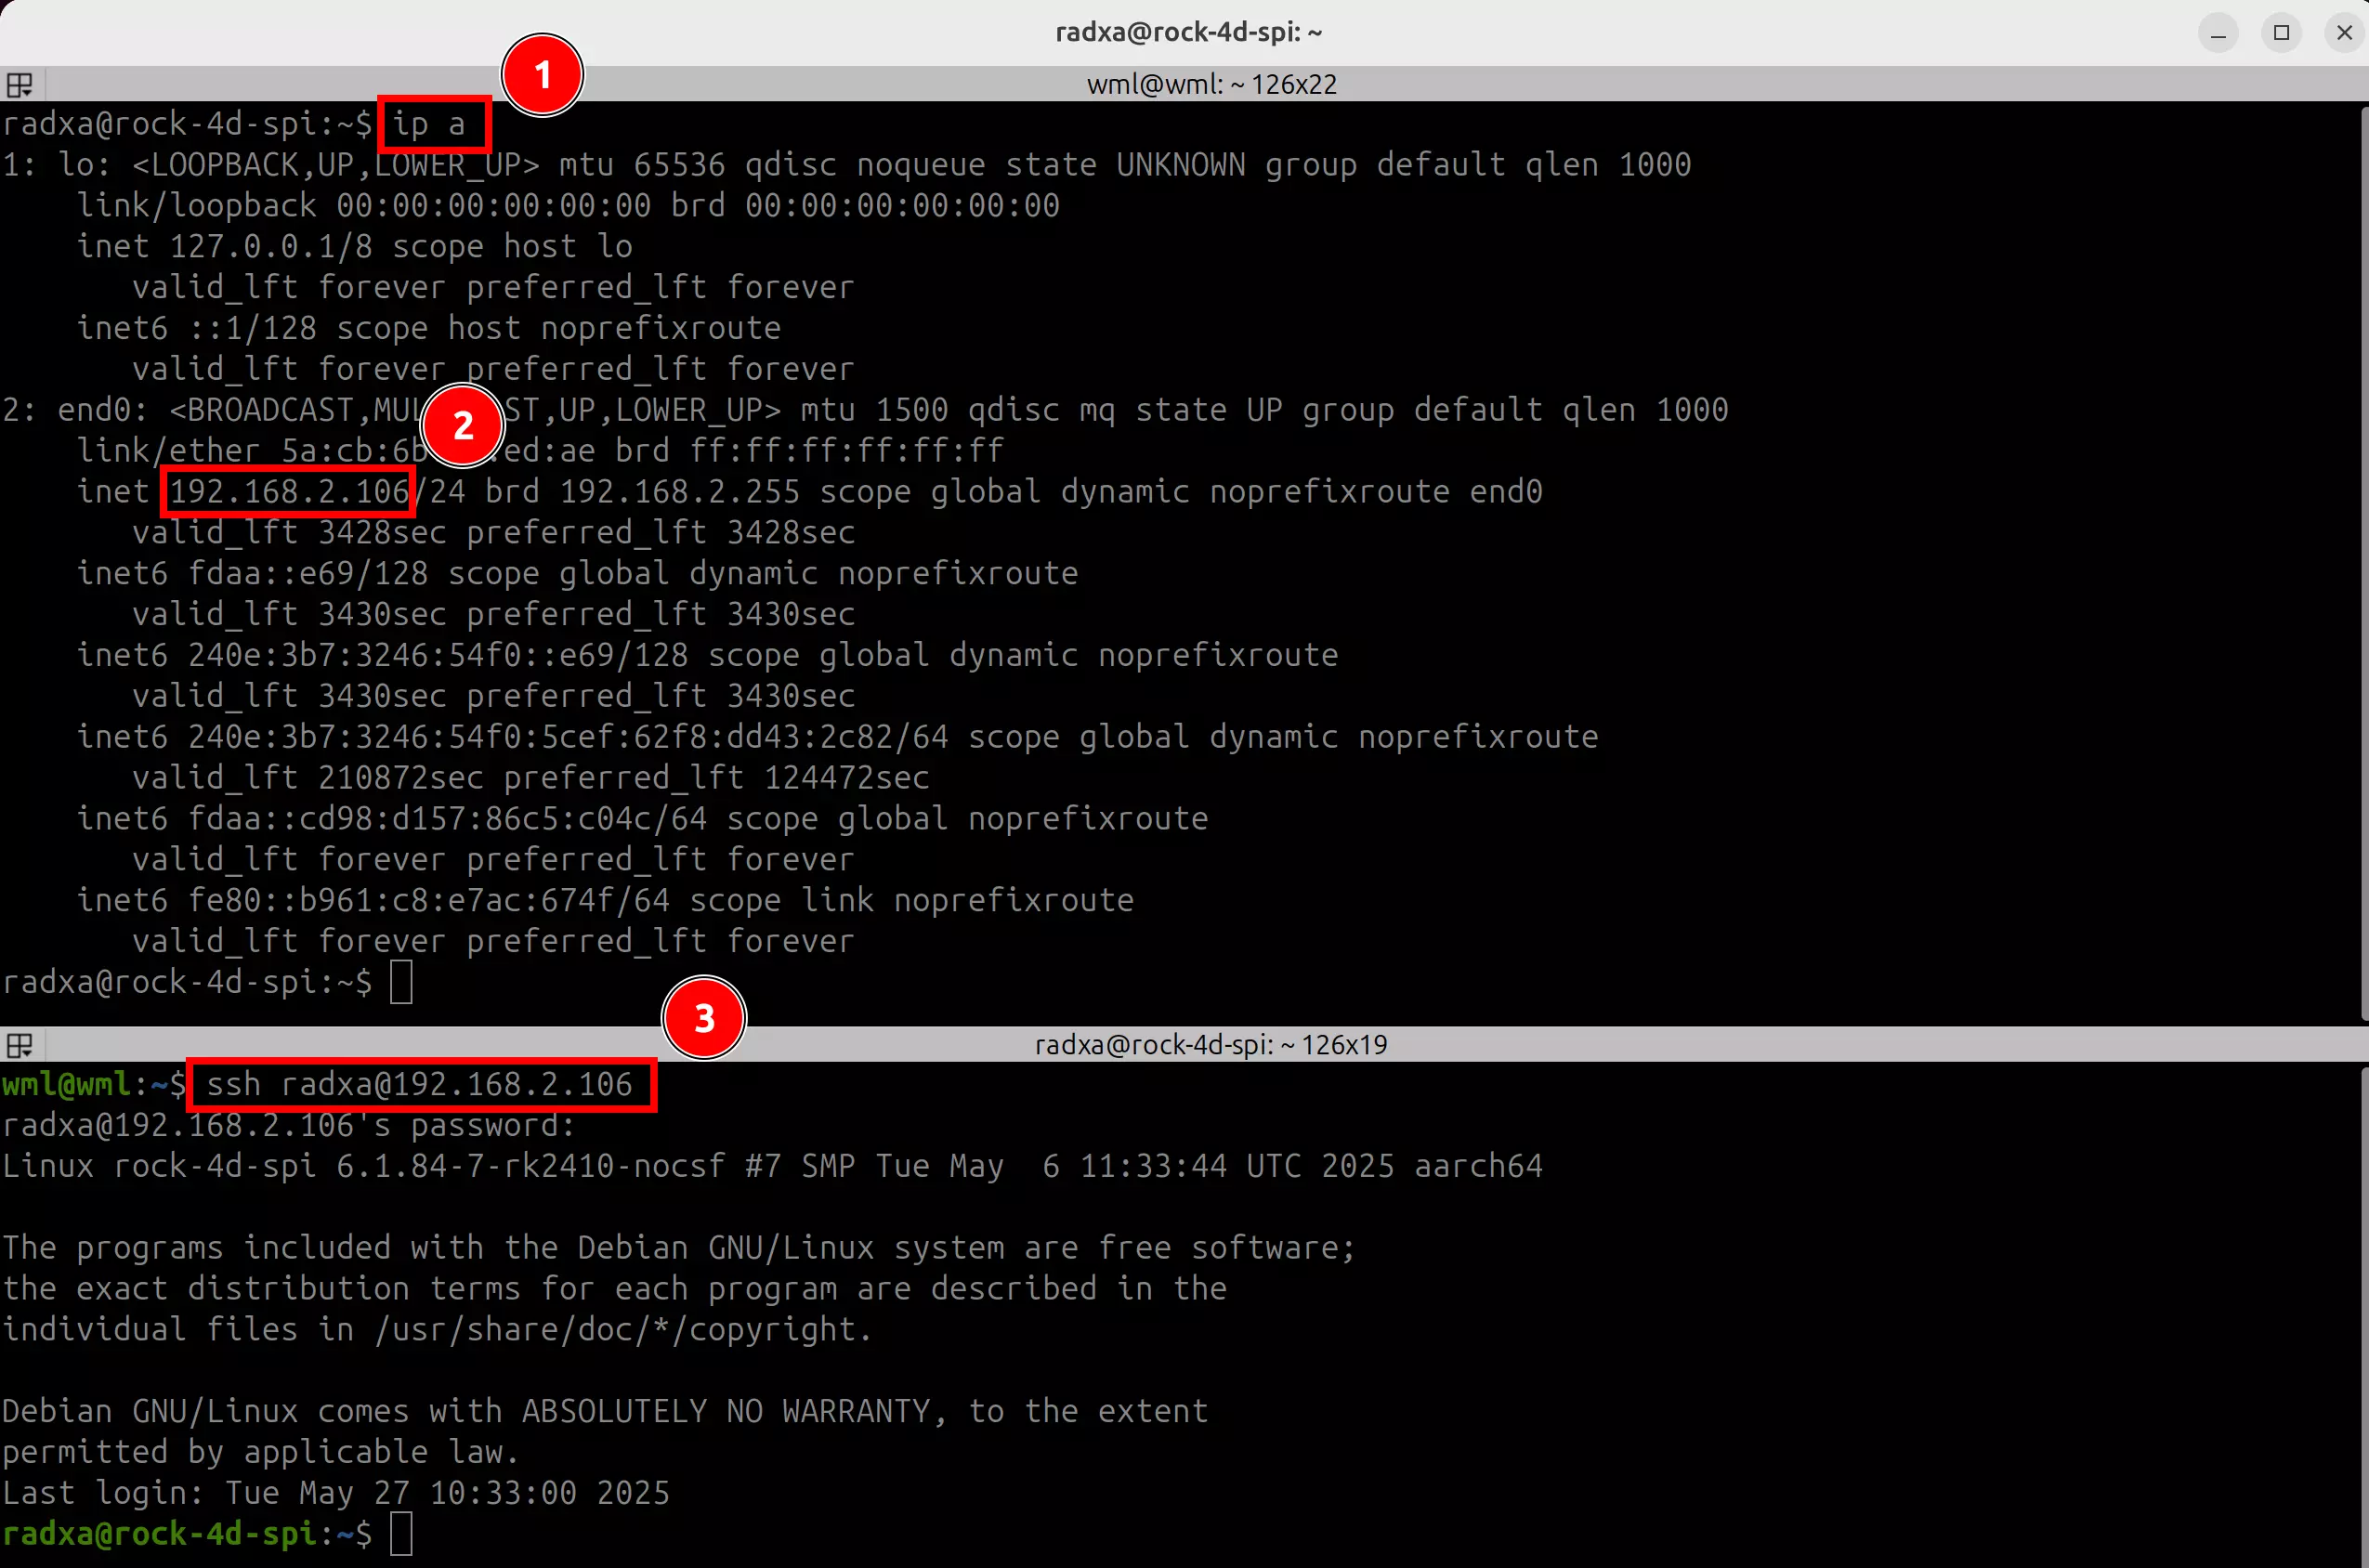 radxa@rock-4d-spi: ~
1
wml@wml: ~ 126x22
radxa@rock-4d-spi:~$ ip a
1: lo: <LOOPBACK,UP,LOWER_UP> mtu 65536 qdisc noqueue state UNKNOWN group default qlen 1000
link/loopback 00:00:00:00:00:00 brd 00:00:00:00:00:00
inet 127.0.0.1/8 scope host lo
valid_lft forever preferred_lft forever
inet6 ::1/128 scope host noprefixroute
valid_lft forever preferred_lft forever
2: end0: <BROADCAST,MUL ST,UP,LOWER_UP> mtu 1500 qdisc mq state UP group default qlen 1000
2
link/ether 5a:cb:6b :ed:ae brd ff:ff:ff:ff:ff:ff
inet 192.168.2.106/24 brd 192.168.2.255 scope global dynamic noprefixroute end0
valid_lft 3428sec preferred_lft 3428sec
inet6 fdaa::e69/128 scope global dynamic noprefixroute
valid_lft 3430sec preferred_lft 3430sec
inet6 240e:3b7:3246:54f0::e69/128 scope global dynamic noprefixroute
valid_lft 3430sec preferred_lft 3430sec
inet6 240e:3b7:3246:54f0:5cef:62f8:dd43:2c82/64 scope global dynamic noprefixroute
valid_lft 210872sec preferred_lft 124472sec
inet6 fdaa::cd98:d157:86c5:c04c/64 scope global noprefixroute
valid_lft forever preferred_lft forever
inet6 fe80::b961:c8:e7ac:674f/64 scope link noprefixroute
valid_lft forever preferred_lft forever
radxa@rock-4d-spi:~$
3
radxa@rock-4d-spi: ~ 126x19
wml@wml:~$ ssh radxa@192.168.2.106
radxa@192.168.2.106's password:
Linux rock-4d-spi 6.1.84-7-rk2410-nocsf #7 SMP Tue May  6 11:33:44 UTC 2025 aarch64
The programs included with the Debian GNU/Linux system are free software;
the exact distribution terms for each program are described in the
individual files in /usr/share/doc/*/copyright.
Debian GNU/Linux comes with ABSOLUTELY NO WARRANTY, to the extent
permitted by applicable law.
Last login: Tue May 27 10:33:00 2025
radxa@rock-4d-spi:~$